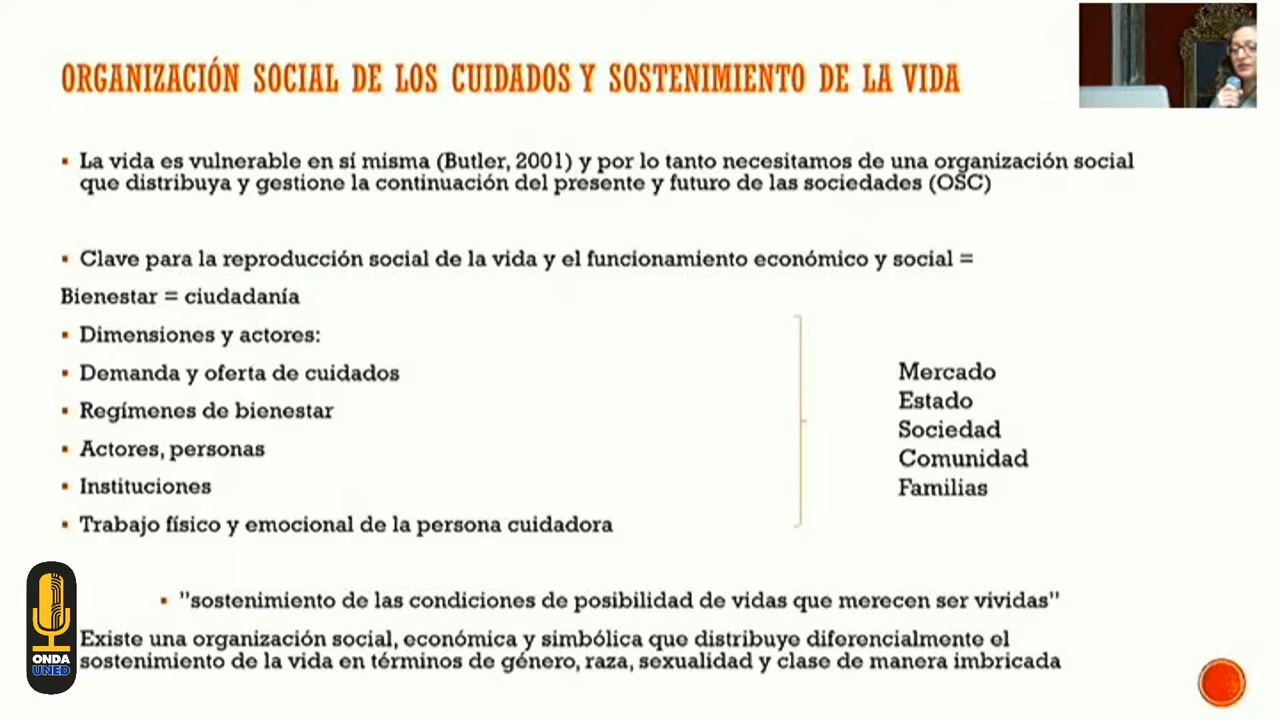 ORGANIZACIÓN SOCIAL DE LOS CUIDADOS Y SOSTENIMIENTO DE LA VIDA
▪ La vida es vulnerable en sí misma (Butler, 2001) y por lo tanto necesitamos de una organización social
que distribuya y gestione la continuación del presente y futuro de las sociedades (OSC)
▪ Clave para la reproducción social de la vida y el funcionamiento económico y social =
Bienestar = ciudadanía
▪ Dimensiones y actores:
▪ Demanda y oferta de cuidados
▪ Regímenes de bienestar
▪ Actores, personas
▪ Instituciones
▪ Trabajo físico y emocional de la persona cuidadora
Mercado
Estado
Sociedad
Comunidad
Familias
▪ "sostenimiento de las condiciones de posibilidad de vidas que merecen ser vividas"
Existe una organización social, económica y simbólica que distribuye diferencialmente el
sostenimiento de la vida en términos de género, raza, sexualidad y clase de manera imbricada
ONDA
UNED